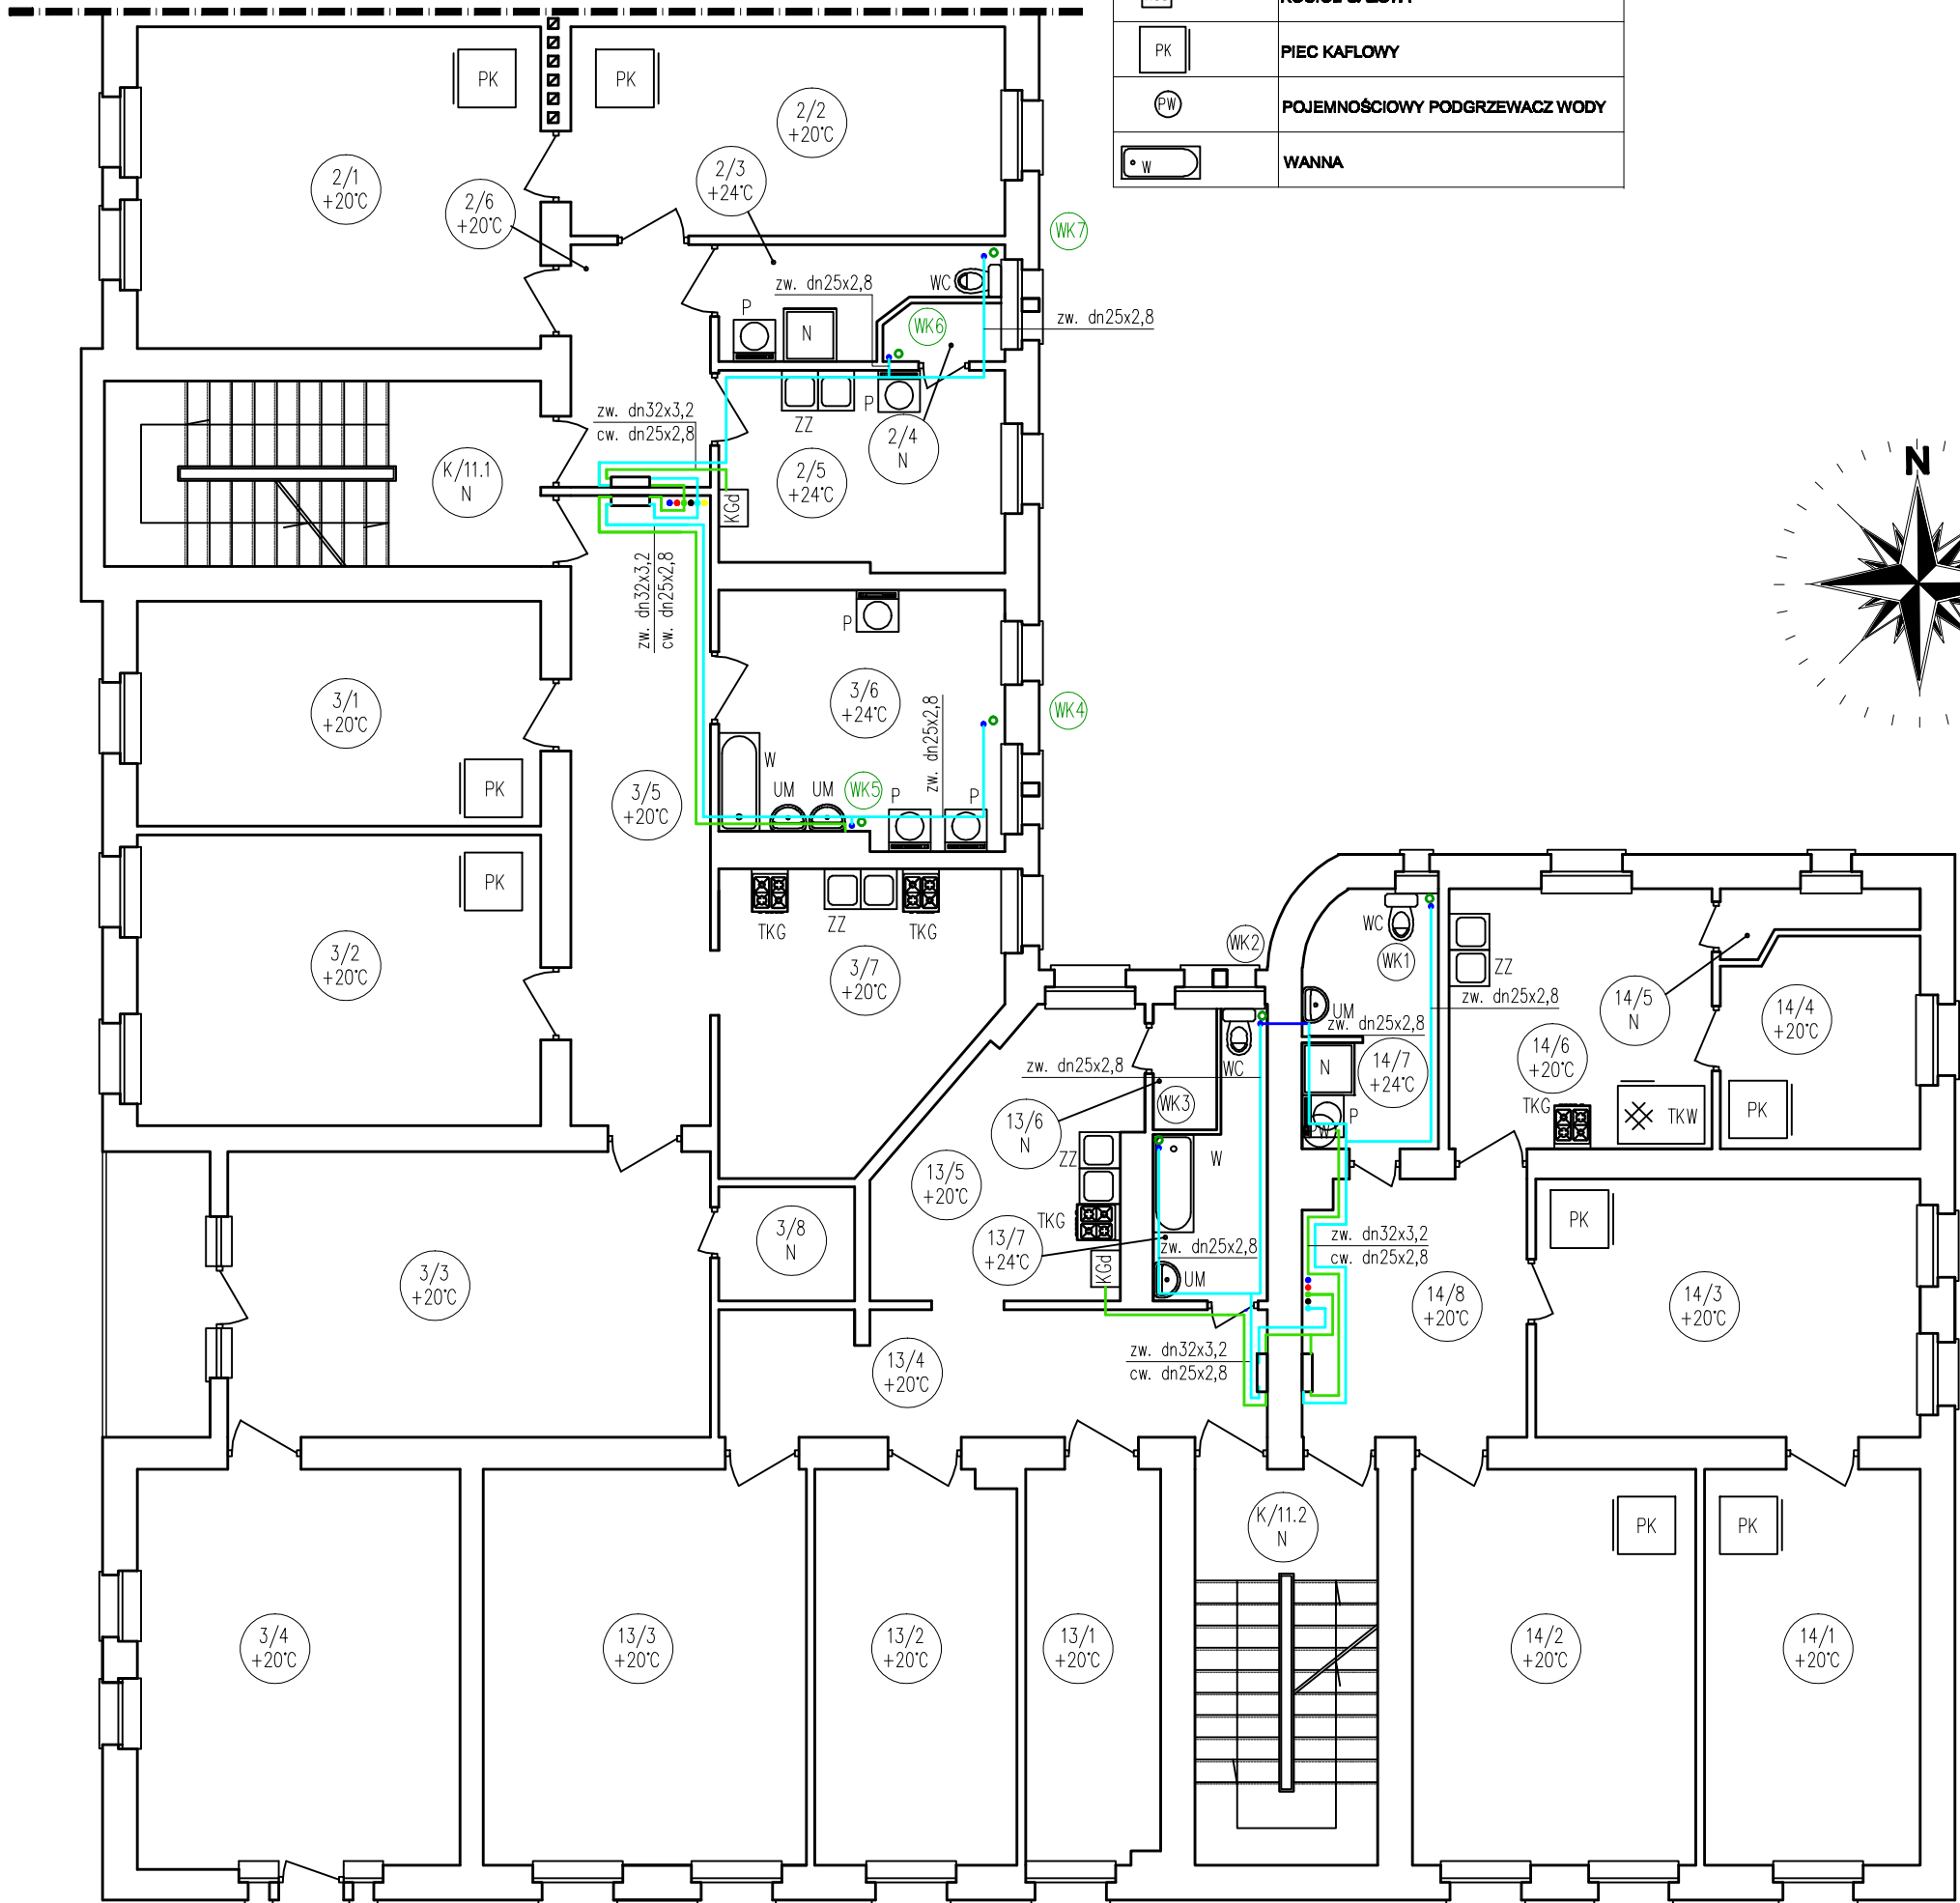 PK
PIEC KAFLOWY
PW
POJEMNOŚCIOWY PODGRZEWACZ WODY
W
WANNA
PK
PK
2/1
+20°C
2/2
+20°C
2/3
+24°C
2/6
+20°C
WK7
WC
zw. dn25x2,8
P
N
WK6
zw. dn25x2,8
zw. dn32x3,2
cw. dn25x2,8
ZZ
P
2/4
N
K/11.1
N
2/5
+24°C
KGd
N
zw. dn32x3,2
cw. dn25x2,8
P
3/1
+20°C
3/6
+24°C
zw. dn25x2,8
WK4
PK
W
UM
UM
WK5
P
P
3/5
+20°C
PK
TKG
ZZ
TKG
3/2
+20°C
3/7
+20°C
WK2
WC
WK1
ZZ
zw. dn25x2,8
UM
zw. dn25x2,8
14/5
N
14/4
+20°C
14/6
+20°C
zw. dn25x2,8
WC
N
14/7
+24°C
WK3
P
PW
TKG
TKW
PK
13/6
N
ZZ
W
13/5
+20°C
TKG
13/7
+24°C
zw. dn25x2,8
KGd
UM
3/8
N
PK
zw. dn32x3,2
cw. dn25x2,8
3/3
+20°C
14/8
+20°C
14/3
+20°C
13/4
+20°C
zw. dn32x3,2
cw. dn25x2,8
K/11.2
N
PK
PK
3/4
+20°C
13/3
+20°C
13/2
+20°C
13/1
+20°C
14/2
+20°C
14/1
+20°C